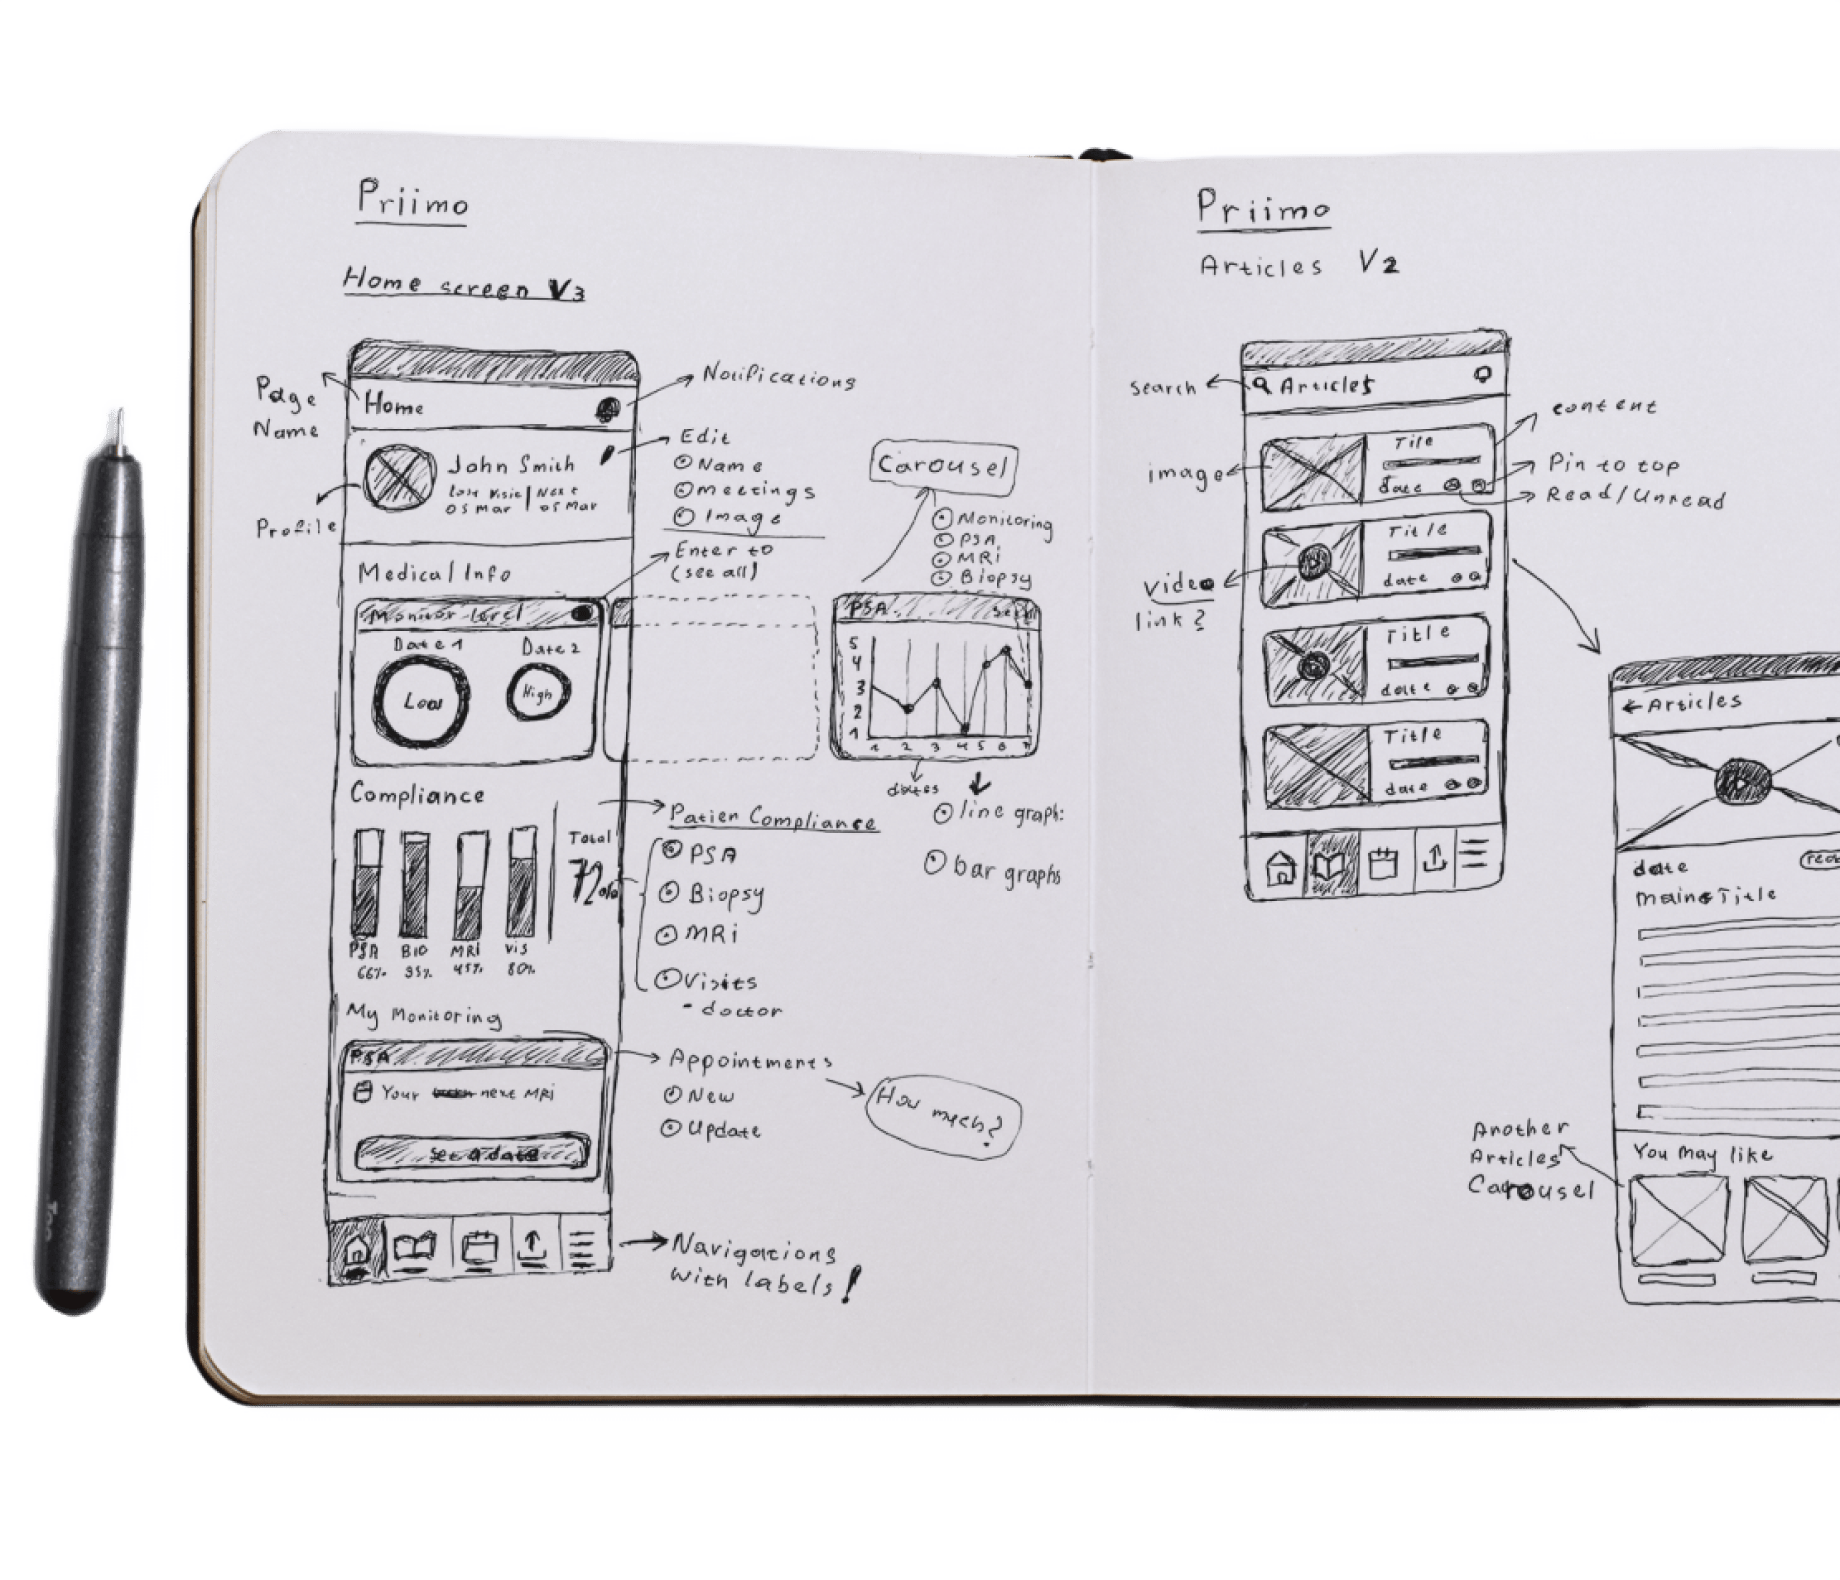 Priimo
Home screen V3
Page
Name
Home
Notifications
John Smith
Last visit | Next
05 Mar | 05 Mar
Profile
Edit
Name
meetings
Image
Enter to
(see all)
Medical Info
Monitor level
Date 1
Date 2
Low
High
Carousel
Monitoring
PSA
MRi
Biopsy
PSA
5
4
3
2
1
1 2 3 4 5 6 7
dates
line graph:
bar graphs
Compliance
Total
72%
PSA BIO MRI Vis
66% 95% 45% 80%
Patien Compliance
PSA
Biopsy
MRi
Visits
- doctor
My Monitoring
PSA
Your next MRi
Set a date
Appointments
New
Update
How much?
Navigations
with labels!
Priimo
Articles V2
search
Articles
content
image
Title
date
Pin to top
Read/Unread
video
link?
Title
date
Title
date
Title
date
← Articles
date
Main Title
You may like
Another
Articles
Carousel
Too